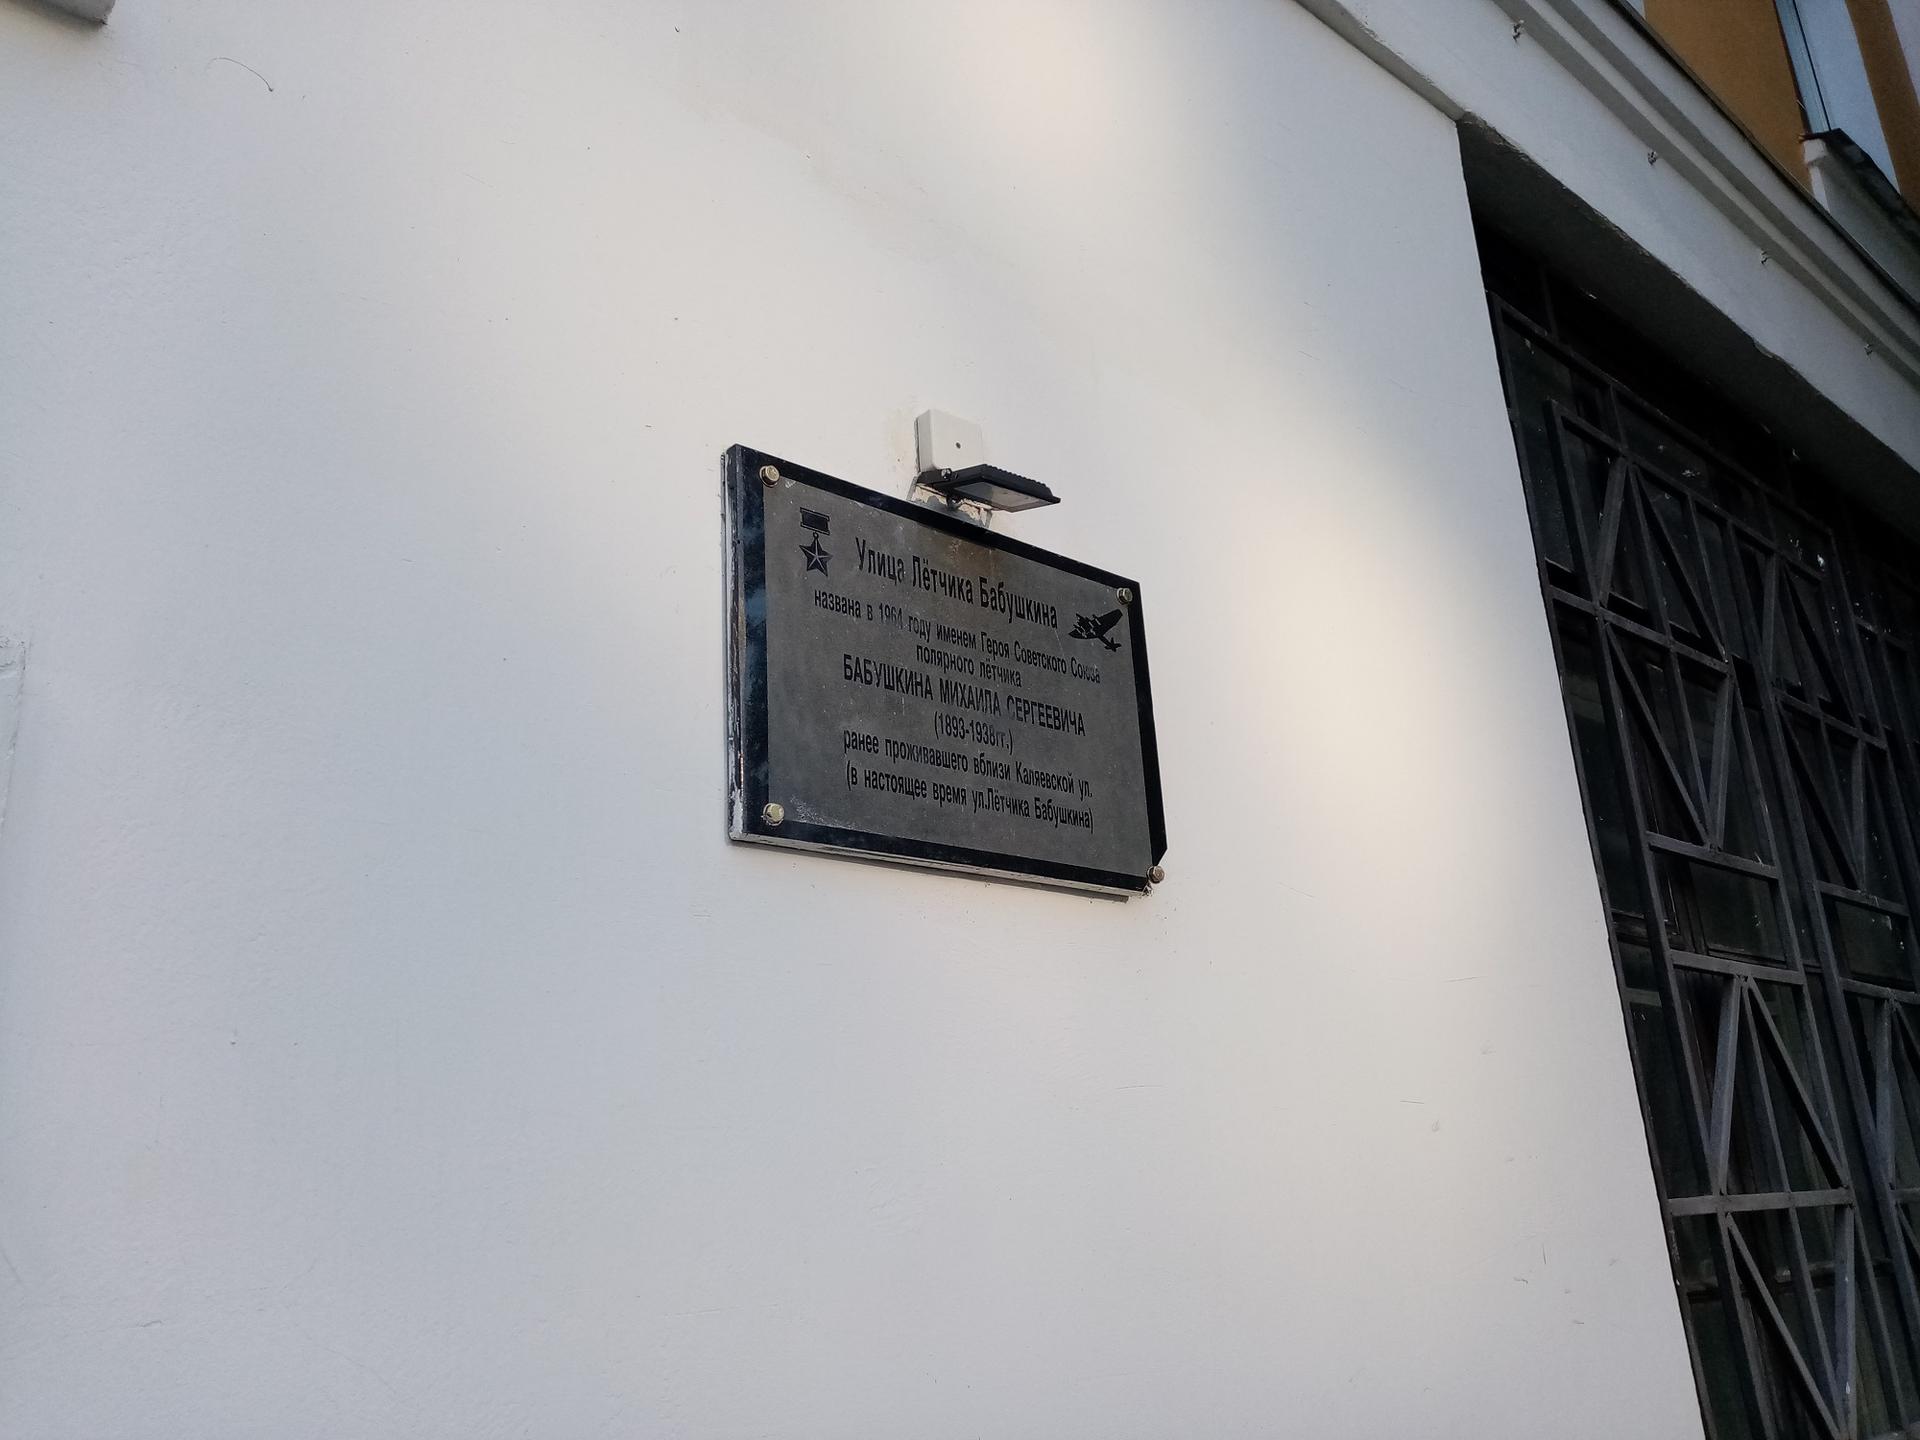 Улица Лётчика Бабушкина
названа в 1964 году именем Героя Советского Союза
полярного лётчика
БАБУШКИНА МИХАИЛА СЕРГЕЕВИЧА
(1893-1938гг.)
ранее проживавшего вблизи Каляевской ул.
(в настоящее время ул.Лётчика Бабушкина)